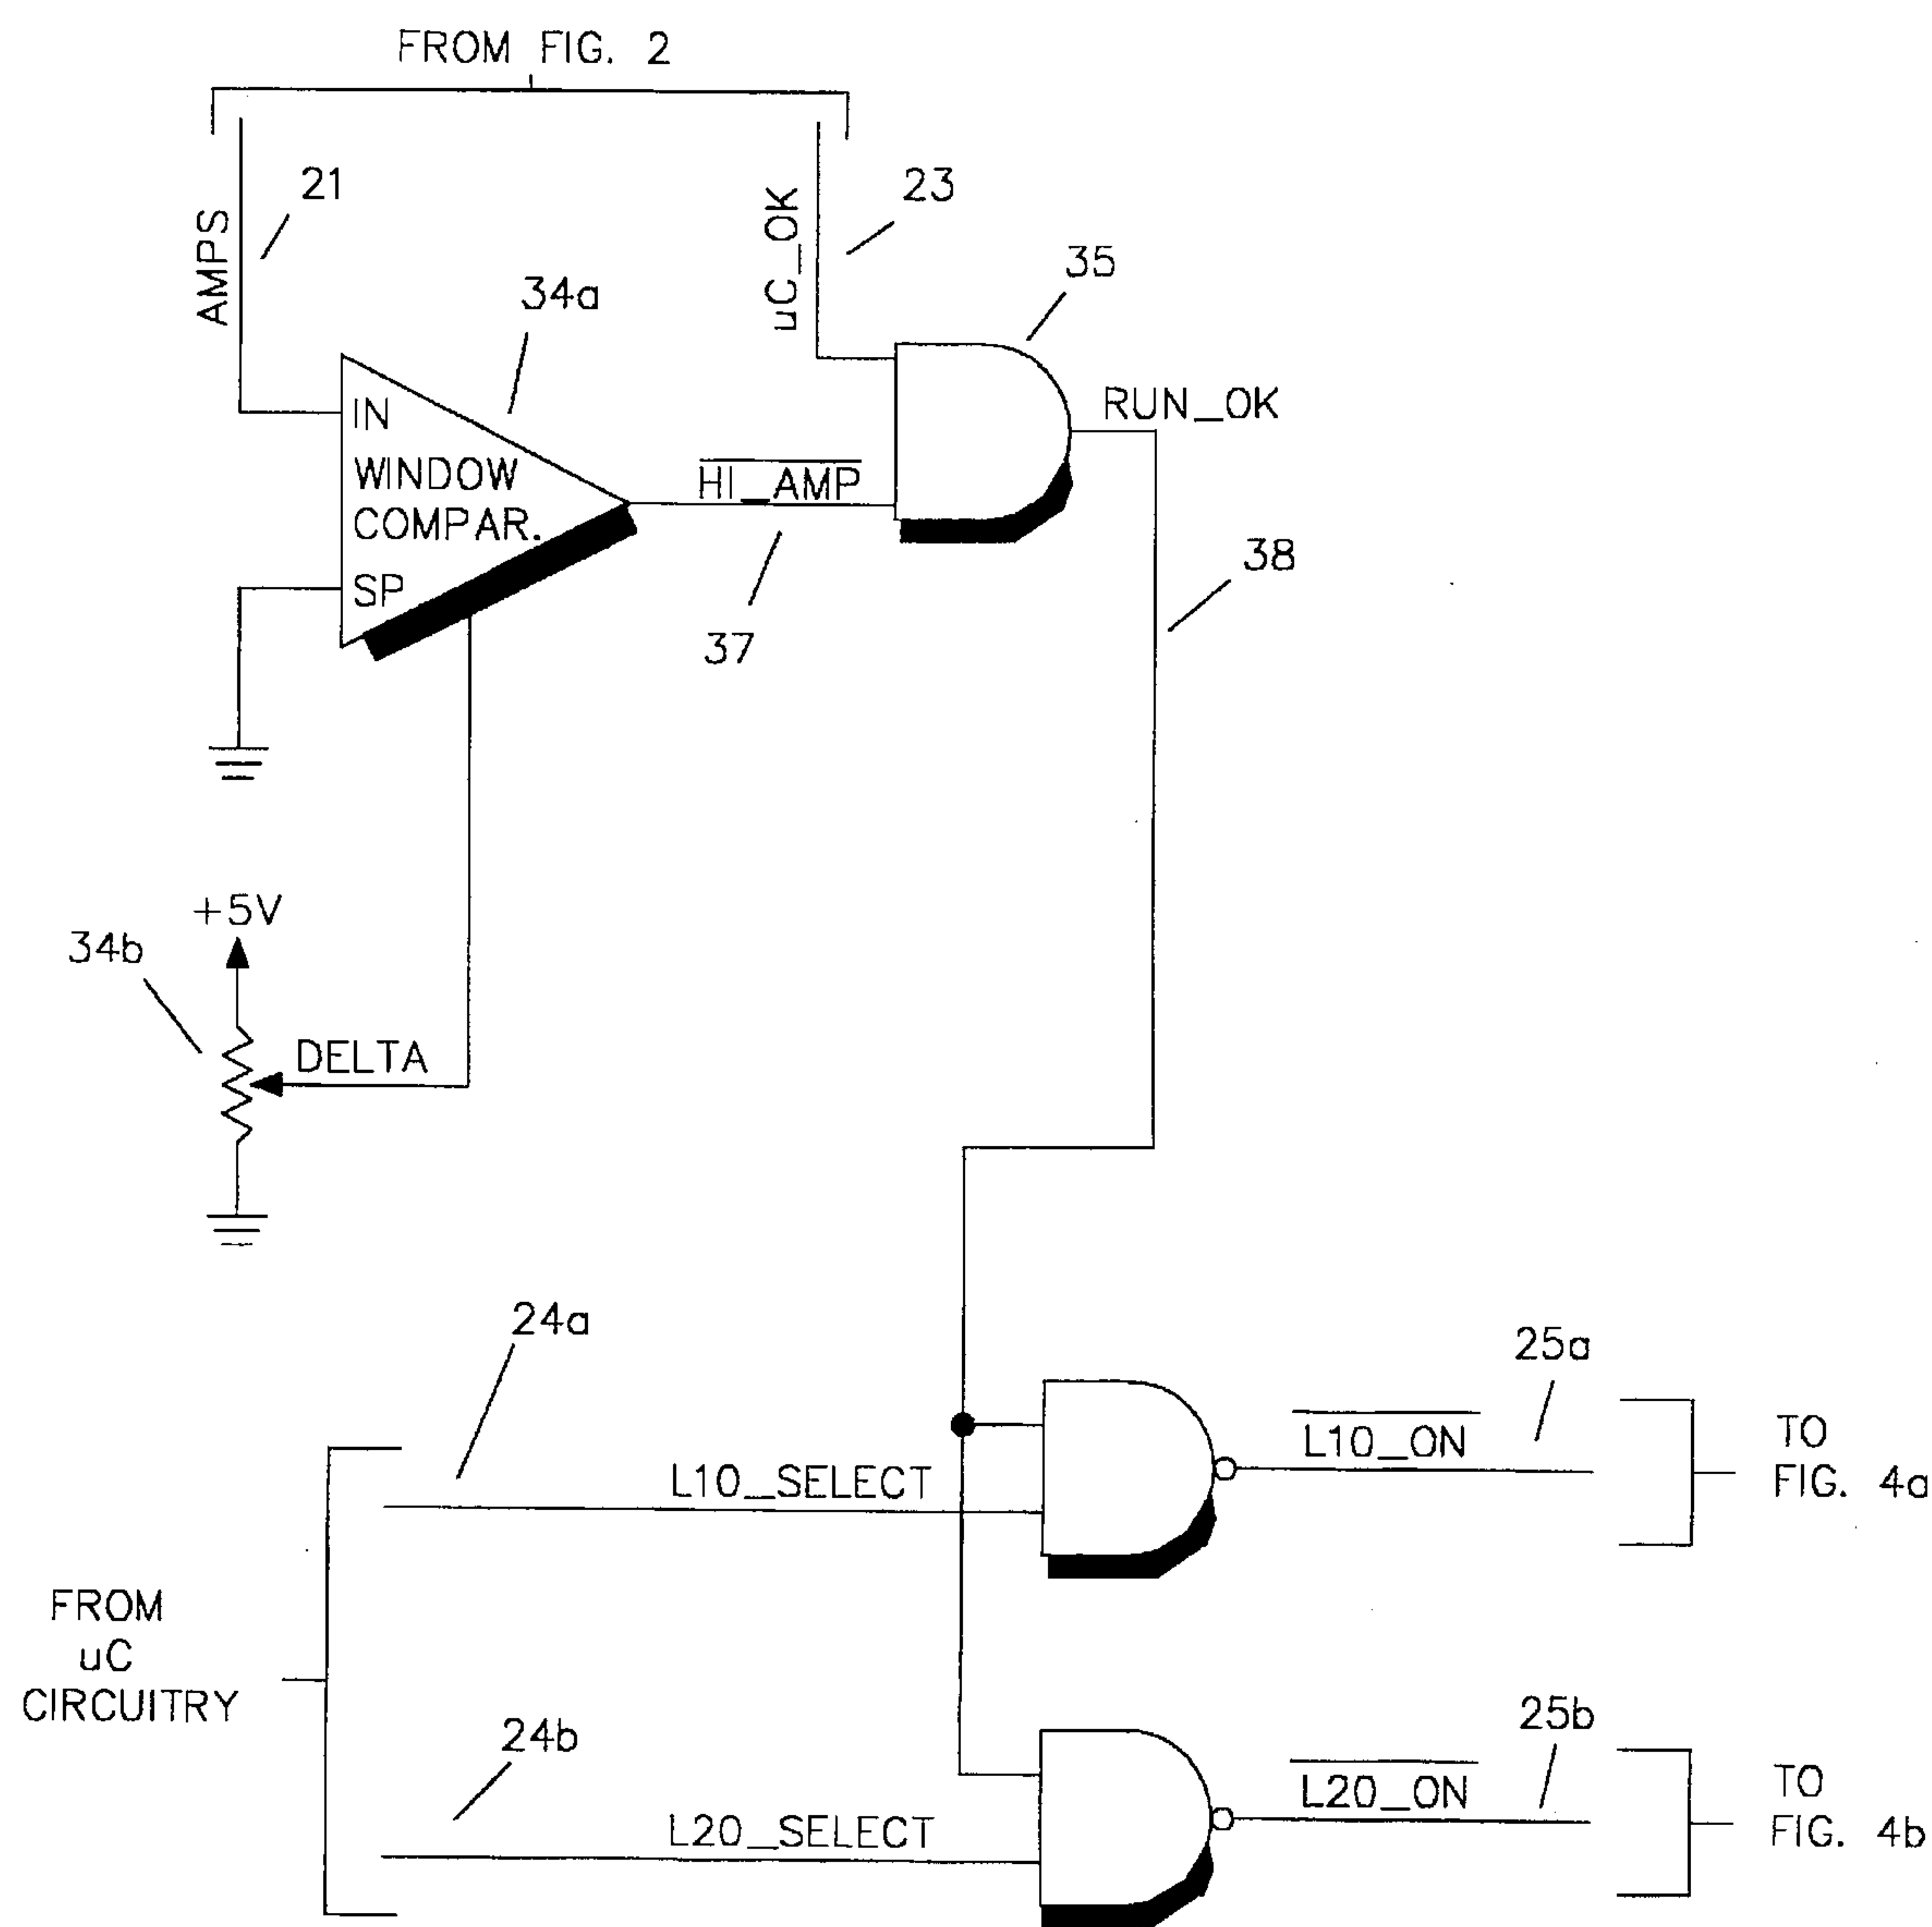 FROM FIG. 2
21
AMPS
uC_OK
23
35
34a
IN
WINDOW
COMPAR.
SP
HI_AMP
RUN_OK
37
38
+5V
34b
DELTA
24a
L10_SELECT
L10_ON
25a
TO
FIG. 4a
FROM
uC
CIRCUITRY
24b
L20_SELECT
L20_ON
25b
TO
FIG. 4b